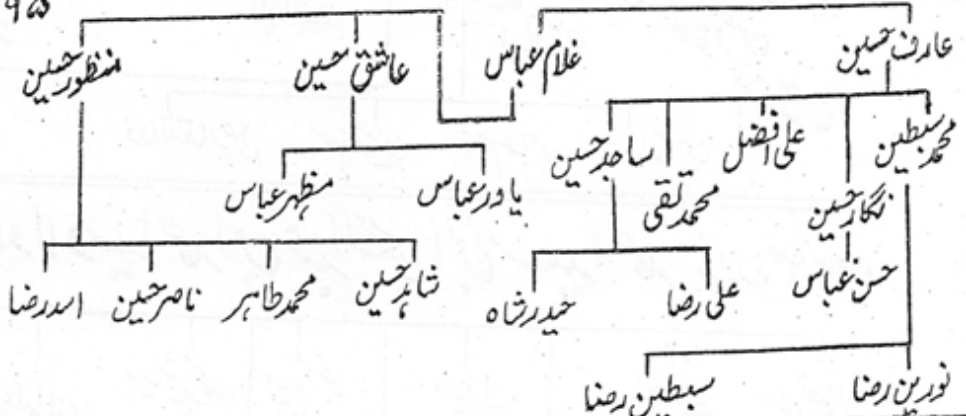 ۹۵
عارف حسین غلام عباس عاشق حسین منظور حسین
محمد سبطین نگار حسین علی افضل محمد تقی ساجد حسین یاور عباس مظہر عباس
حسن عباس علی رضا حیدر شاہ شاہد حسین محمد طاہر ناصر حسین اسد رضا
نورین رضا سبطین رضا